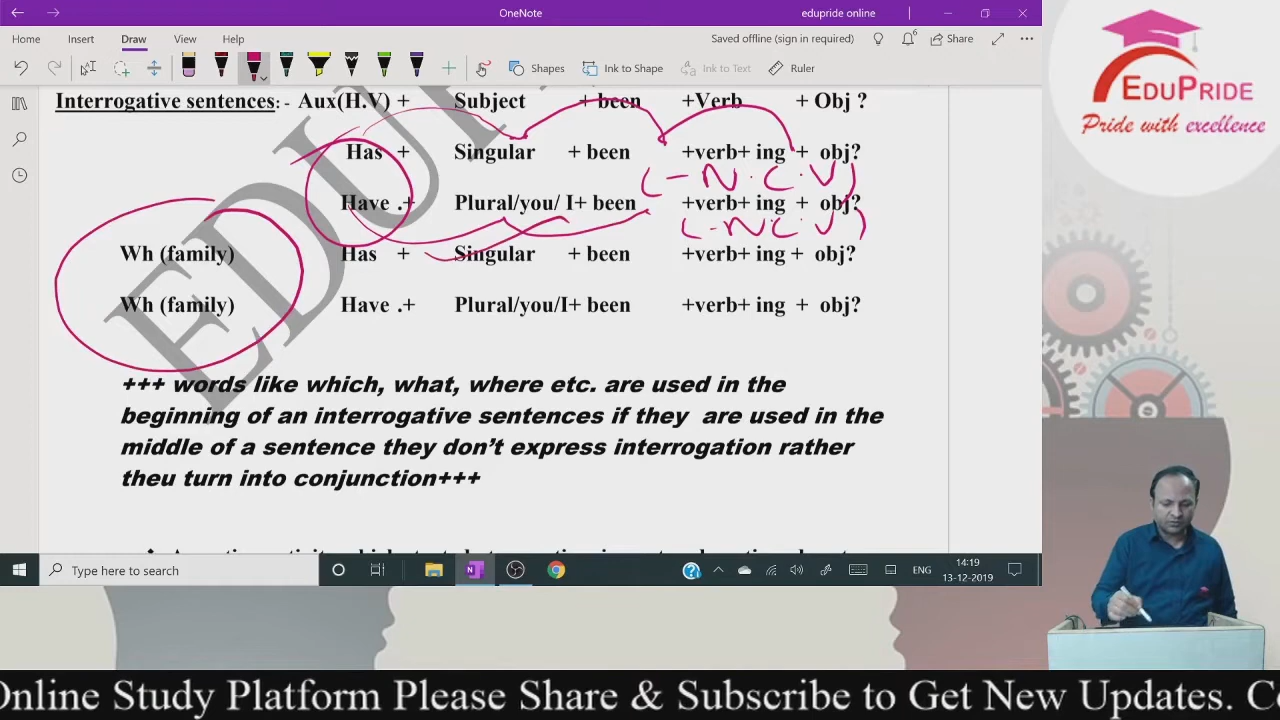 OneNote
edupride online
Home Insert Draw View Help
Saved offline (sign in required)
6
Share
Shapes
Ink to Shape
Ink to Text
Ruler
Interrogative sentences: - Aux(H.V) + Subject + been +Verb + Obj ?
Has + Singular + been +verb+ ing + obj?
(-N.C.V)
Have .+ Plural/you/ I+ been +verb+ ing + obj?
(-N.C.V)
Wh (family) Has + Singular + been +verb+ ing + obj?
Wh (family) Have .+ Plural/you/I+ been +verb+ ing + obj?
+++ words like which, what, where etc. are used in the
beginning of an interrogative sentences if they are used in the
middle of a sentence they don't express interrogation rather
theu turn into conjunction+++
EDU
Type here to search
ENG
14:19
13-12-2019
EDUPRIDE
Pride with excellence
Online Study Platform Please Share & Subscribe to Get New Updates. Co